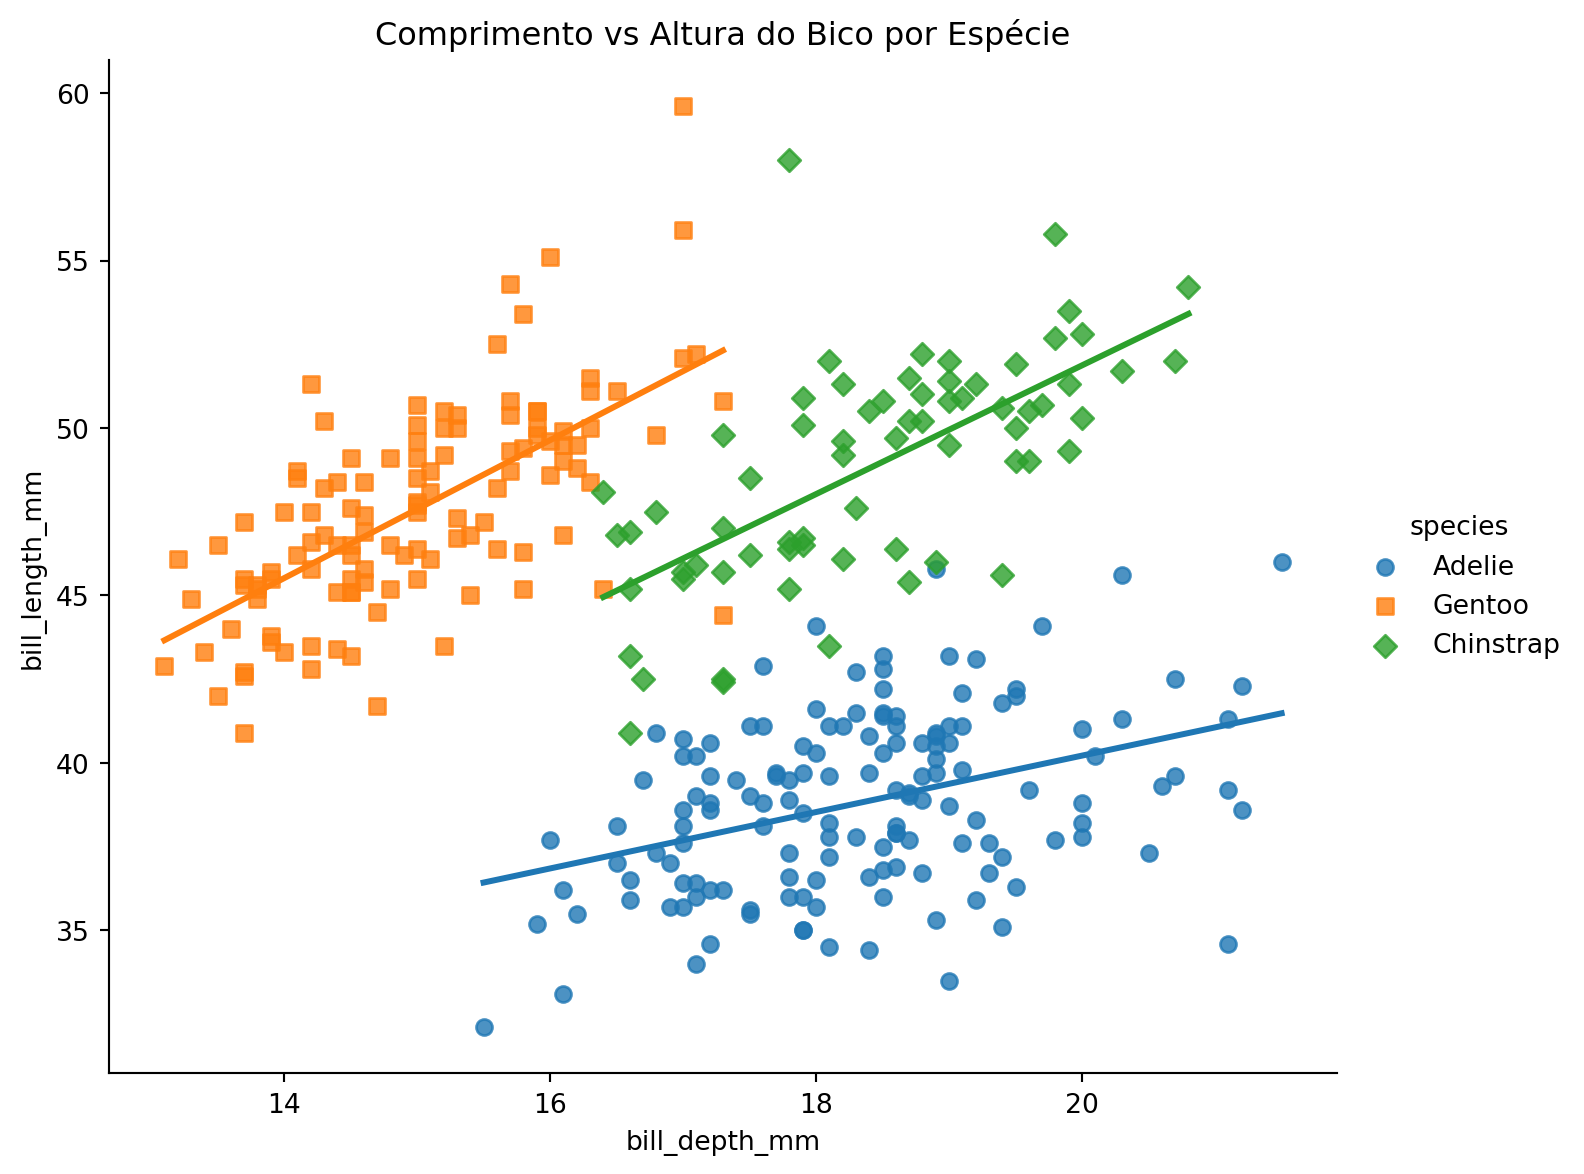 Comprimento vs Altura do Bico por Espécie
60
55
50
45
40
35
bill_length_mm
14
16
18
20
bill_depth_mm
species
Adelie
Gentoo
Chinstrap